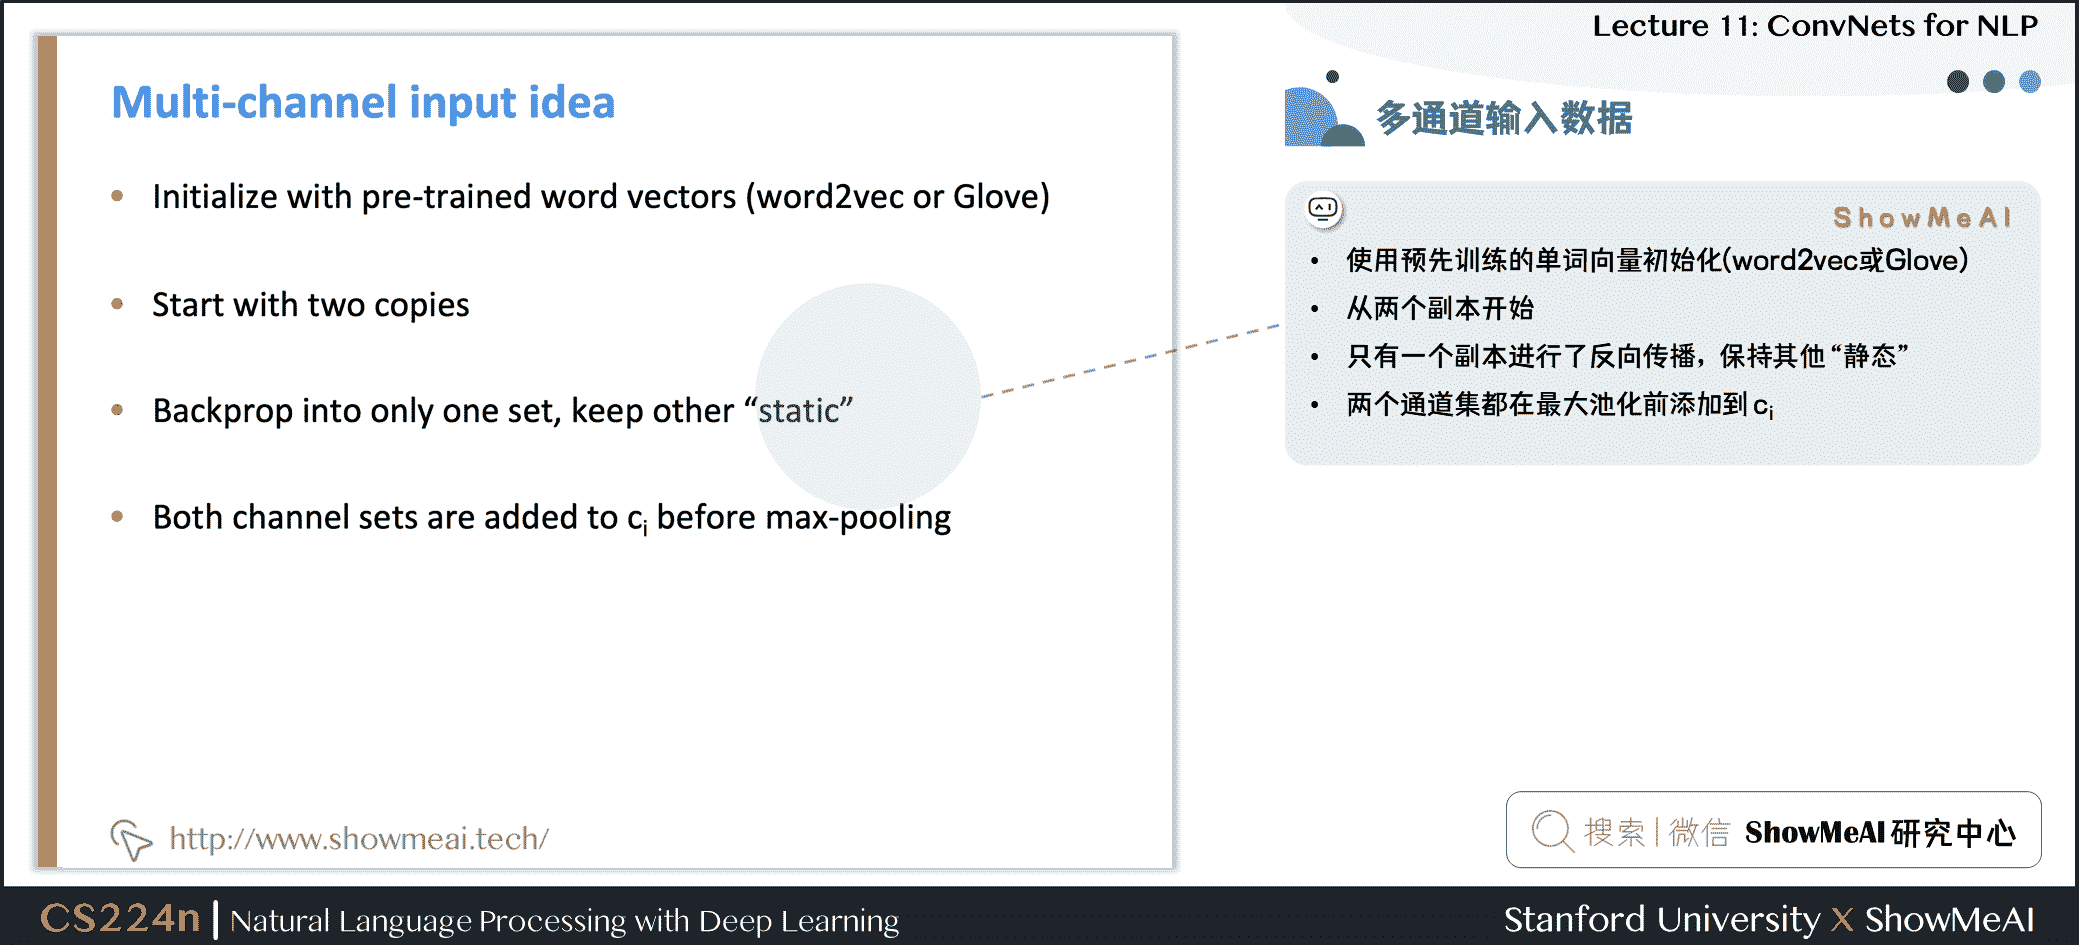 Lecture 11: ConvNets for NLP
Multi-channel input idea
• Initialize with pre-trained word vectors (word2vec or Glove)
• Start with two copies
• Backprop into only one set, keep other “static”
• Both channel sets are added to cᵢ before max-pooling
http://www.showmeai.tech/
多通道输入数据
ShowMeAI
• 使用预先训练的单词向量初始化(word2vec或Glove)
• 从两个副本开始
• 只有一个副本进行了反向传播，保持其他“静态”
• 两个通道集都在最大池化前添加到 cᵢ
搜索|微信 ShowMeAI 研究中心
CS224n | Natural Language Processing with Deep Learning
Stanford University X ShowMeAI